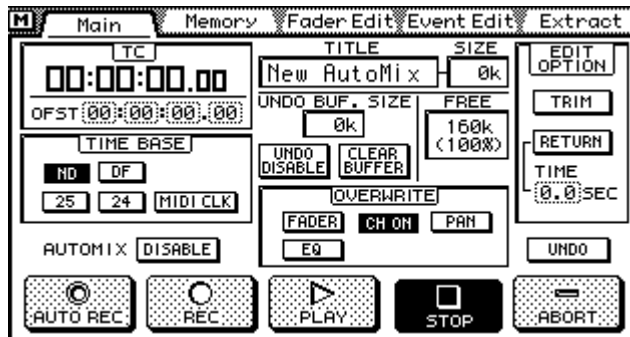 M Main Memory Fader Edit Event Edit Extract
TC
00:00:00.00
OFST 00:00:00.00
TITLE
New AutoMix
SIZE
0k
EDIT
OPTION
TRIM
RETURN
TIME
0.0 SEC
UNDO BUF. SIZE
0k
FREE
160k
(100%)
UNDO
DISABLE
CLEAR
BUFFER
TIME BASE
ND DF
25 24 MIDI CLK
OVERWRITE
FADER CH ON PAN
EQ
AUTOMIX DISABLE
UNDO
AUTO REC REC PLAY STOP ABORT